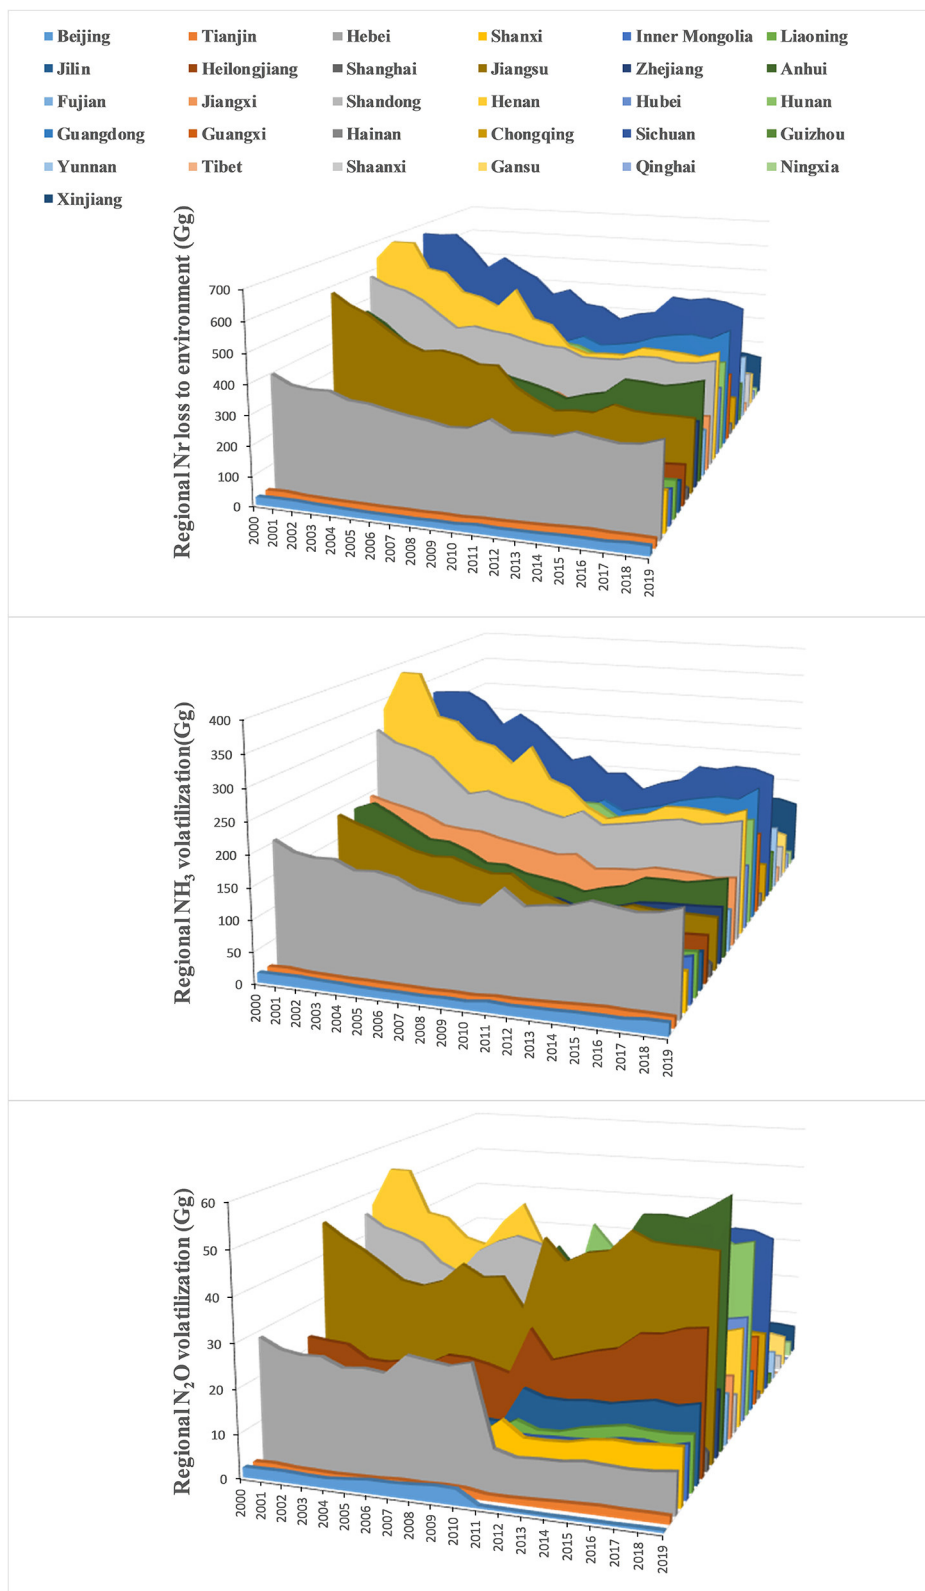 Beijing Tianjin Hebei Shanxi Inner Mongolia Liaoning
Jilin Heilongjiang Shanghai Jiangsu Zhejiang Anhui
Fujian Jiangxi Shandong Henan Hubei Hunan
Guangdong Guangxi Hainan Chongqing Sichuan Guizhou
Yunnan Tibet Shaanxi Gansu Qinghai Ningxia
Xinjiang
Regional Nr loss to environment (Gg)
700
600
500
400
300
200
100
0
2000 2001 2002 2003 2004 2005 2006 2007 2008 2009 2010 2011 2012 2013 2014 2015 2016 2017 2018 2019
Regional NH3 volatilization(Gg)
400
350
300
250
200
150
100
50
0
2000 2001 2002 2003 2004 2005 2006 2007 2008 2009 2010 2011 2012 2013 2014 2015 2016 2017 2018 2019
Regional N2O volatilization (Gg)
60
50
40
30
20
10
0
2000 2001 2002 2003 2004 2005 2006 2007 2008 2009 2010 2011 2012 2013 2014 2015 2016 2017 2018 2019